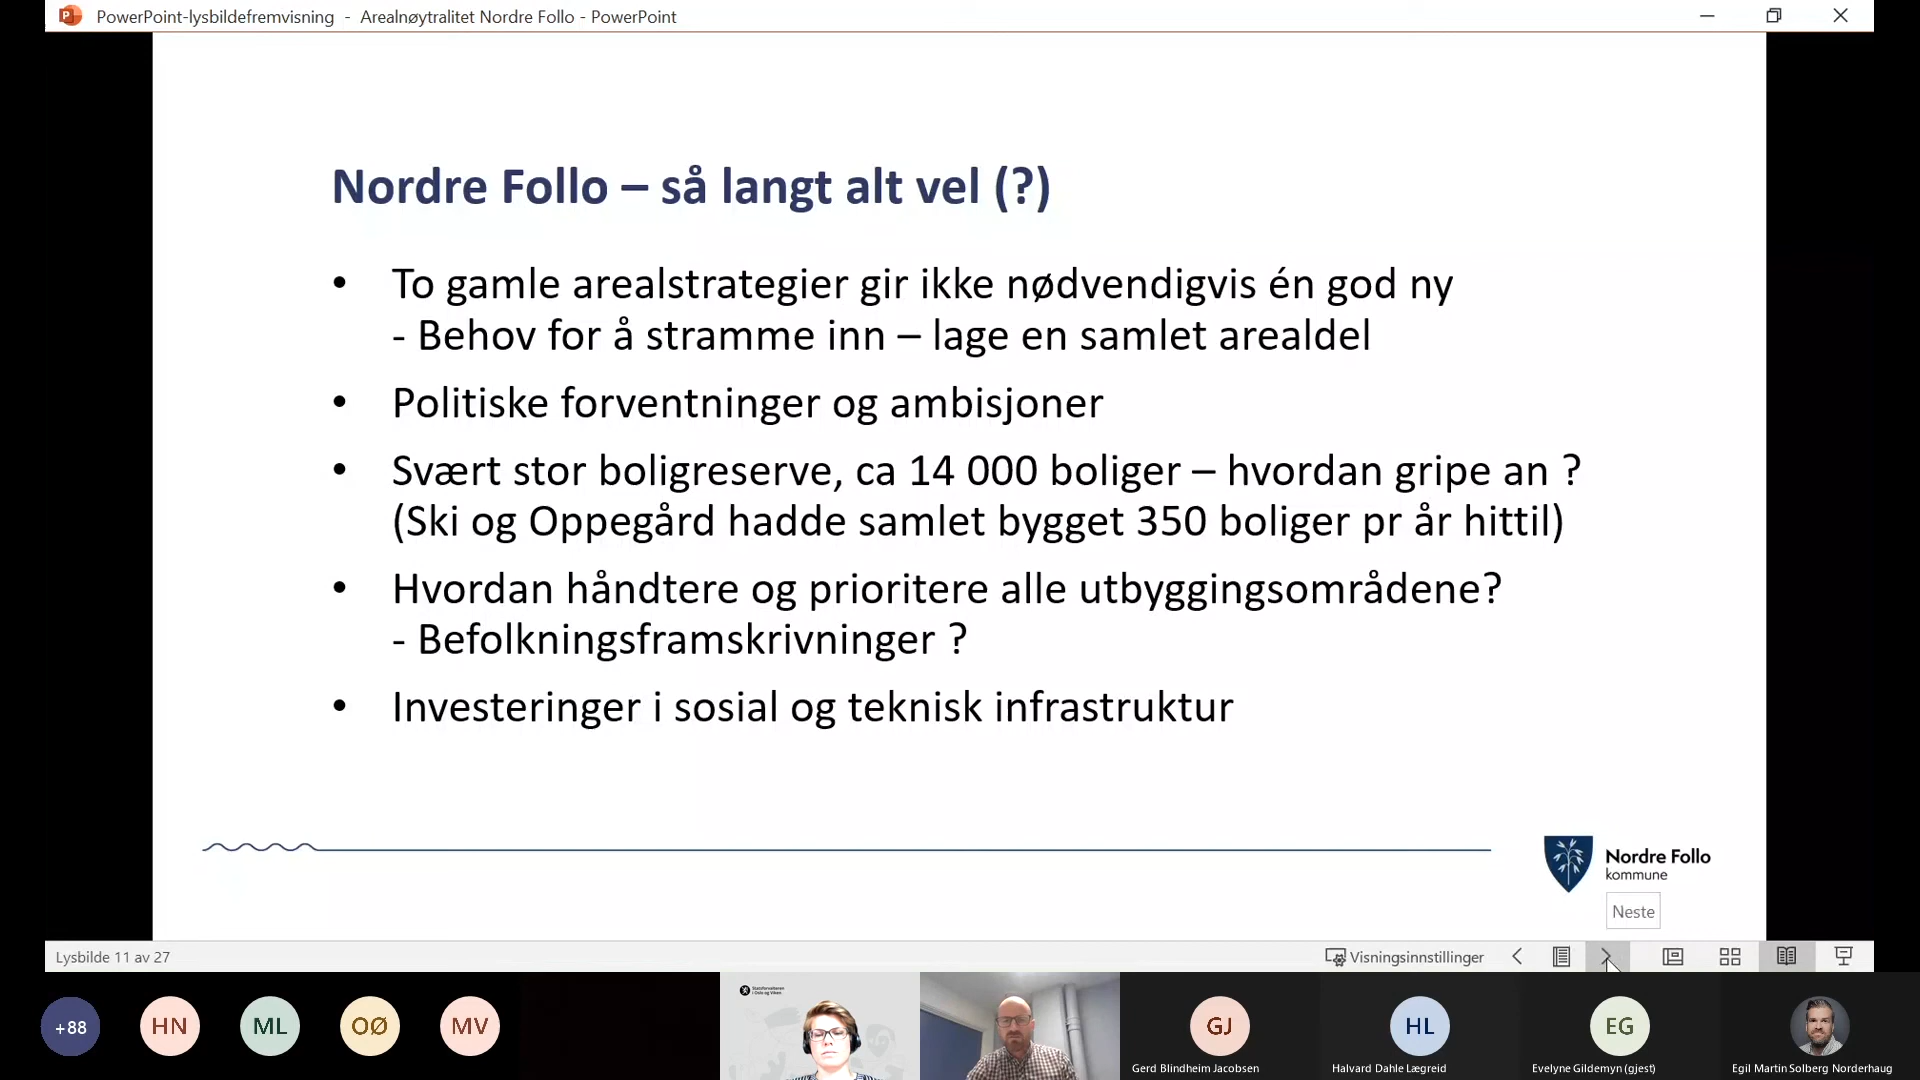 PowerPoint-lysbildefremvisning - Arealnøytralitet Nordre Follo - PowerPoint
Nordre Follo – så langt alt vel (?)
• To gamle arealstrategier gir ikke nødvendigvis én god ny
- Behov for å stramme inn – lage en samlet arealdel
• Politiske forventninger og ambisjoner
• Svært stor boligreserve, ca 14 000 boliger – hvordan gripe an ?
(Ski og Oppegård hadde samlet bygget 350 boliger pr år hittil)
• Hvordan håndtere og prioritere alle utbyggingsområdene?
- Befolkningsframskrivninger ?
• Investeringer i sosial og teknisk infrastruktur
Nordre Follo
kommune
Neste
Lysbilde 11 av 27
Visningsinnstillinger
+88
HN
ML
OØ
MV
Statsforvalteren
i Oslo og Viken
GJ
HL
EG
Gerd Blindheim Jacobsen
Halvard Dahle Lægreid
Evelyne Gildemyn (gjest)
Egil Martin Solberg Norderhaug